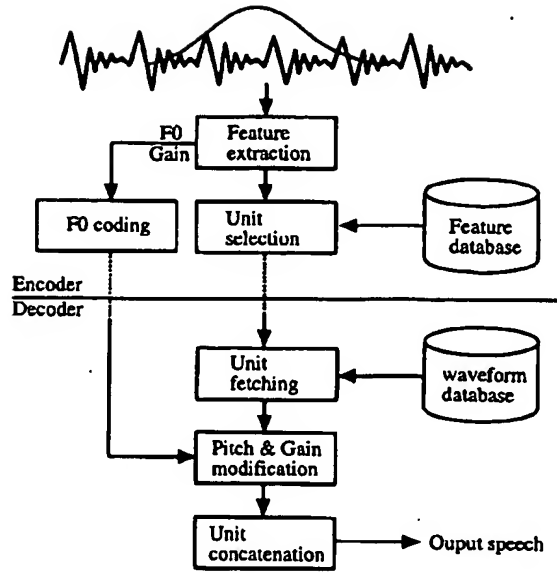 F0
Gain
Feature
extraction
F0 coding
Unit
selection
Feature
database
Encoder
Decoder
Unit
fetching
waveform
database
Pitch & Gain
modification
Unit
concatenation
Ouput speech